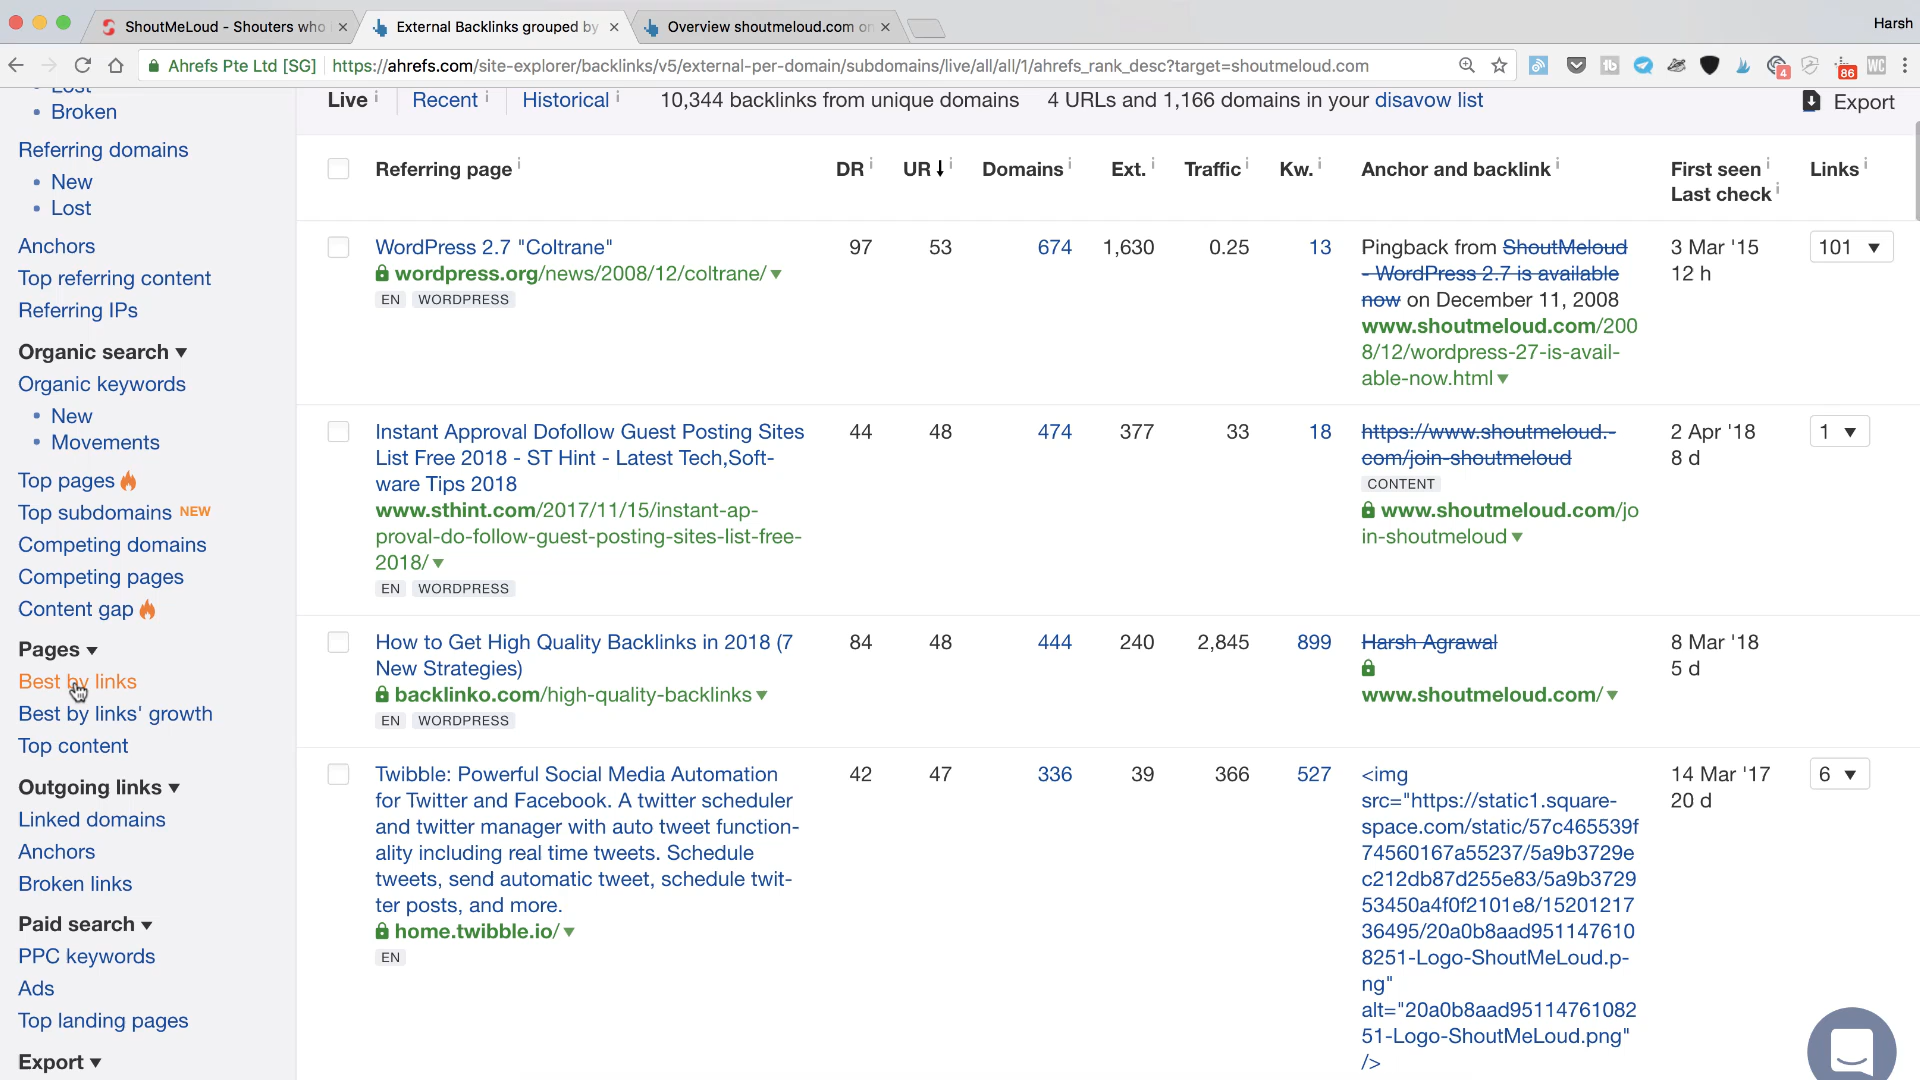 ShoutMeLoud - Shouters who
External Backlinks grouped by
Overview shoutmeloud.com on
Harsh
Ahrefs Pte Ltd [SG]
https://ahrefs.com/site-explorer/backlinks/v5/external-per-domain/subdomains/live/all/all/1/ahrefs_rank_desc?target=shoutmeloud.com
4
86
WC
Lost
Broken
Referring domains
New
Lost
Anchors
Top referring content
Referring IPs
Organic search
Organic keywords
New
Movements
Top pages
Top subdomains NEW
Competing domains
Competing pages
Content gap
Pages
Best by links
Best by links' growth
Top content
Outgoing links
Linked domains
Anchors
Broken links
Paid search
PPC keywords
Ads
Top landing pages
Export
Live
Recent
Historical
10,344 backlinks from unique domains
4 URLs and 1,166 domains in your disavow list
Export
Referring page
DR
UR
Domains
Ext.
Traffic
Kw.
Anchor and backlink
First seen
Last check
Links
WordPress 2.7 "Coltrane"
wordpress.org/news/2008/12/coltrane/
EN WORDPRESS
97
53
674
1,630
0.25
13
Pingback from ShoutMeloud
- WordPress 2.7 is available
now on December 11, 2008
www.shoutmeloud.com/200
8/12/wordpress-27-is-avail-
able-now.html
3 Mar '15
12 h
101
Instant Approval Dofollow Guest Posting Sites
List Free 2018 - ST Hint - Latest Tech,Soft-
ware Tips 2018
www.sthint.com/2017/11/15/instant-ap-
proval-do-follow-guest-posting-sites-list-free-
2018/
EN WORDPRESS
44
48
474
377
33
18
https://www.shoutmeloud.-
com/join-shoutmeloud
CONTENT
www.shoutmeloud.com/jo
in-shoutmeloud
2 Apr '18
8 d
1
How to Get High Quality Backlinks in 2018 (7
New Strategies)
backlinko.com/high-quality-backlinks
EN WORDPRESS
84
48
444
240
2,845
899
Harsh Agrawal
www.shoutmeloud.com/
8 Mar '18
5 d
Twibble: Powerful Social Media Automation
for Twitter and Facebook. A twitter scheduler
and twitter manager with auto tweet function-
ality including real time tweets. Schedule
tweets, send automatic tweet, schedule twit-
ter posts, and more.
home.twibble.io/
EN
42
47
336
39
366
527
<img
src="https://static1.square-
space.com/static/57c465539f
74560167a55237/5a9b3729e
c212db87d255e83/5a9b3729
53450a4f0f2101e8/15201217
36495/20a0b8aad951147610
8251-Logo-ShoutMeLoud.p-
ng"
alt="20a0b8aad95114761082
51-Logo-ShoutMeLoud.png"
/>
14 Mar '17
20 d
6